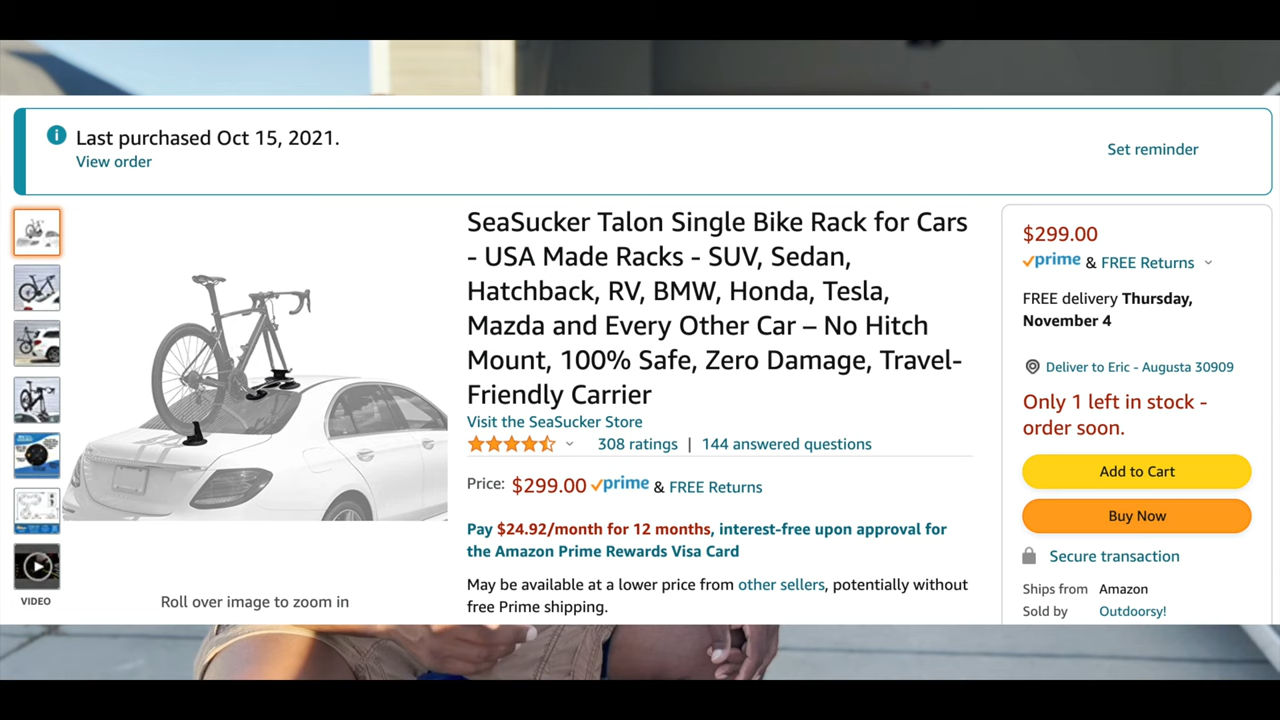 Last purchased Oct 15, 2021.
View order
Set reminder
SeaSucker Talon Single Bike Rack for Cars
- USA Made Racks - SUV, Sedan,
Hatchback, RV, BMW, Honda, Tesla,
Mazda and Every Other Car – No Hitch
Mount, 100% Safe, Zero Damage, Travel-
Friendly Carrier
Visit the SeaSucker Store
308 ratings | 144 answered questions
Price: $299.00 prime & FREE Returns
Pay $24.92/month for 12 months, interest-free upon approval for
the Amazon Prime Rewards Visa Card
May be available at a lower price from other sellers, potentially without
free Prime shipping.
VIDEO
Roll over image to zoom in
$299.00
prime & FREE Returns
FREE delivery Thursday,
November 4
Deliver to Eric - Augusta 30909
Only 1 left in stock -
order soon.
Add to Cart
Buy Now
Secure transaction
Ships from Amazon
Sold by Outdoorsy!